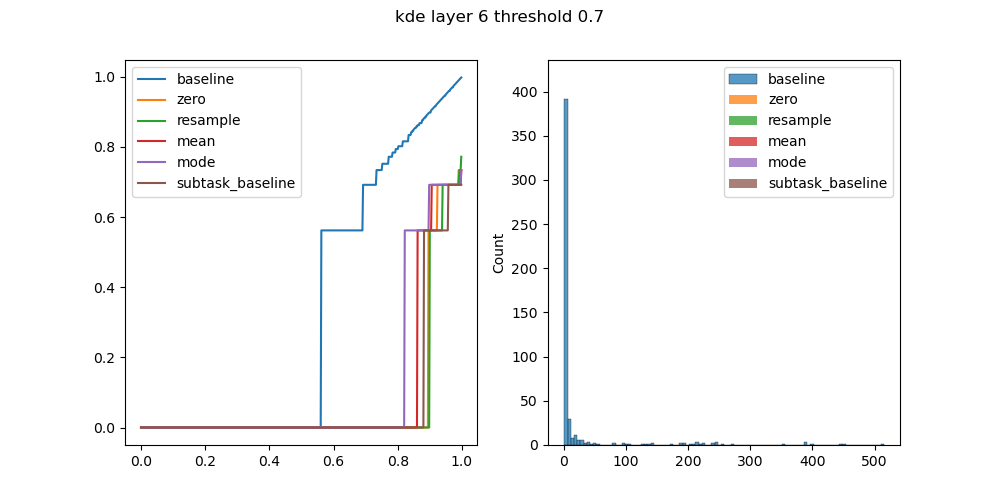 kde layer 6 threshold 0.7
baseline
zero
resample
mean
mode
subtask_baseline
1.0
0.8
0.6
0.4
0.2
0.0
0.0 0.2 0.4 0.6 0.8 1.0
baseline
zero
resample
mean
mode
subtask_baseline
Count
400
350
300
250
200
150
100
50
0
0 100 200 300 400 500